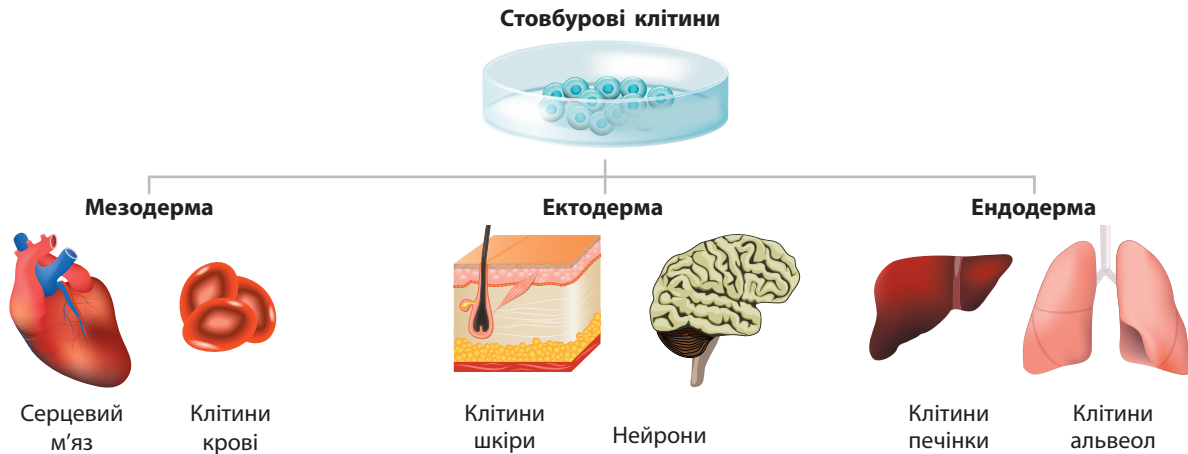 Стовбурові клітини
Мезодерма
Ектодерма
Ендодерма
Серцевий
м’яз
Клітини
крові
Клітини
шкіри
Нейрони
Клітини
печінки
Клітини
альвеол